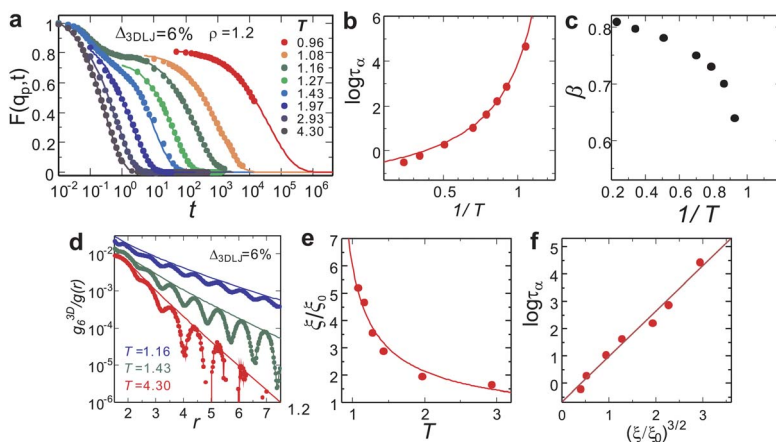 a
Δ3DLJ=6% ρ=1.2
T
0.96
1.08
1.16
1.27
1.43
1.97
2.93
4.30
F(qp,t)
1
0.8
0.6
0.4
0.2
0
10-2 10-1 100 101 102 103 104 105 106
t
b
logτα
6
4
2
0
0.5 1
1/T
c
β
0.8
0.7
0.6
0.2 0.4 0.6 0.8 1
1/T
d
Δ3DLJ=6%
g63D/g(r)
10-2
10-3
10-4
10-5
10-6
T=1.16
T=1.43
T=4.30
2 3 4 5 6 7
r
1.2
e
ξ/ξ0
7
6
5
4
3
2
1
1 2 3
T
f
logτα
5
4
3
2
1
0
0 1 2 3
(ξ/ξ0)3/2